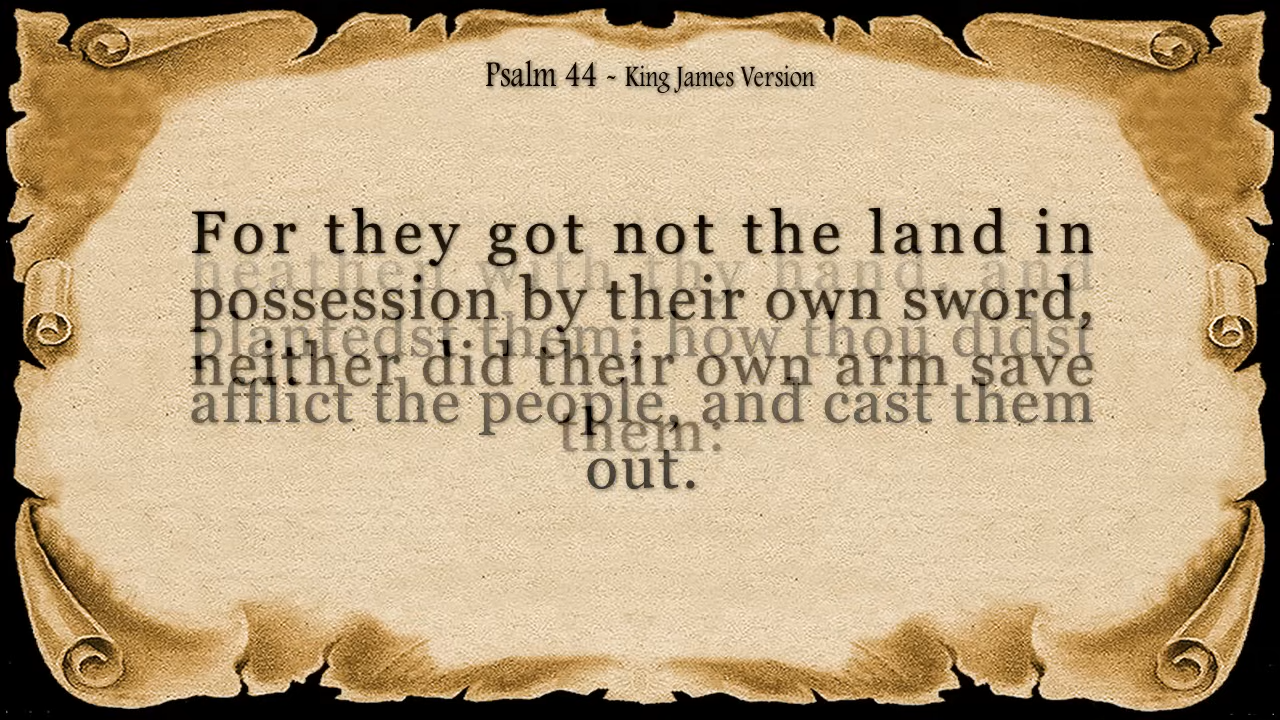 Psalm 44 ~ King James Version
For they got not the land in
heathen with thy hand, and
possession by their own sword,
plantedst them; how thou didst
neither did their own arm save
afflict the people, and cast them
them:
out.